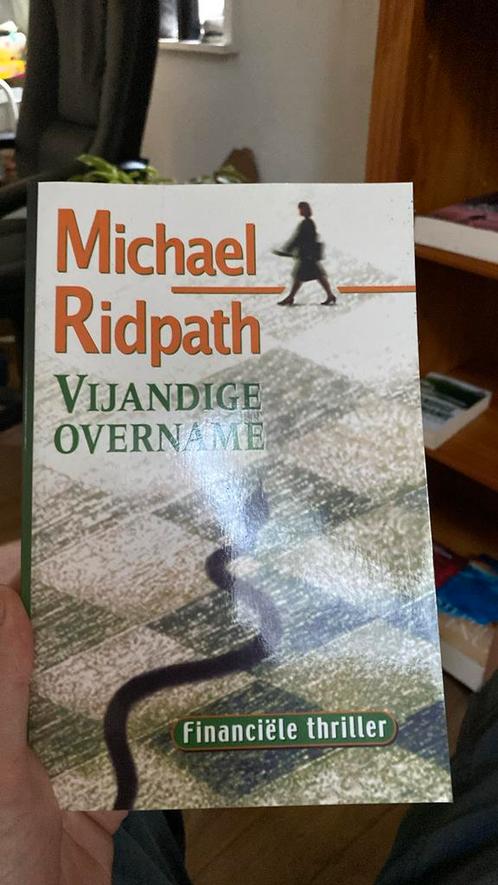 Michael
Ridpath
VIJANDIGE
OVERNAME
Financiële thriller